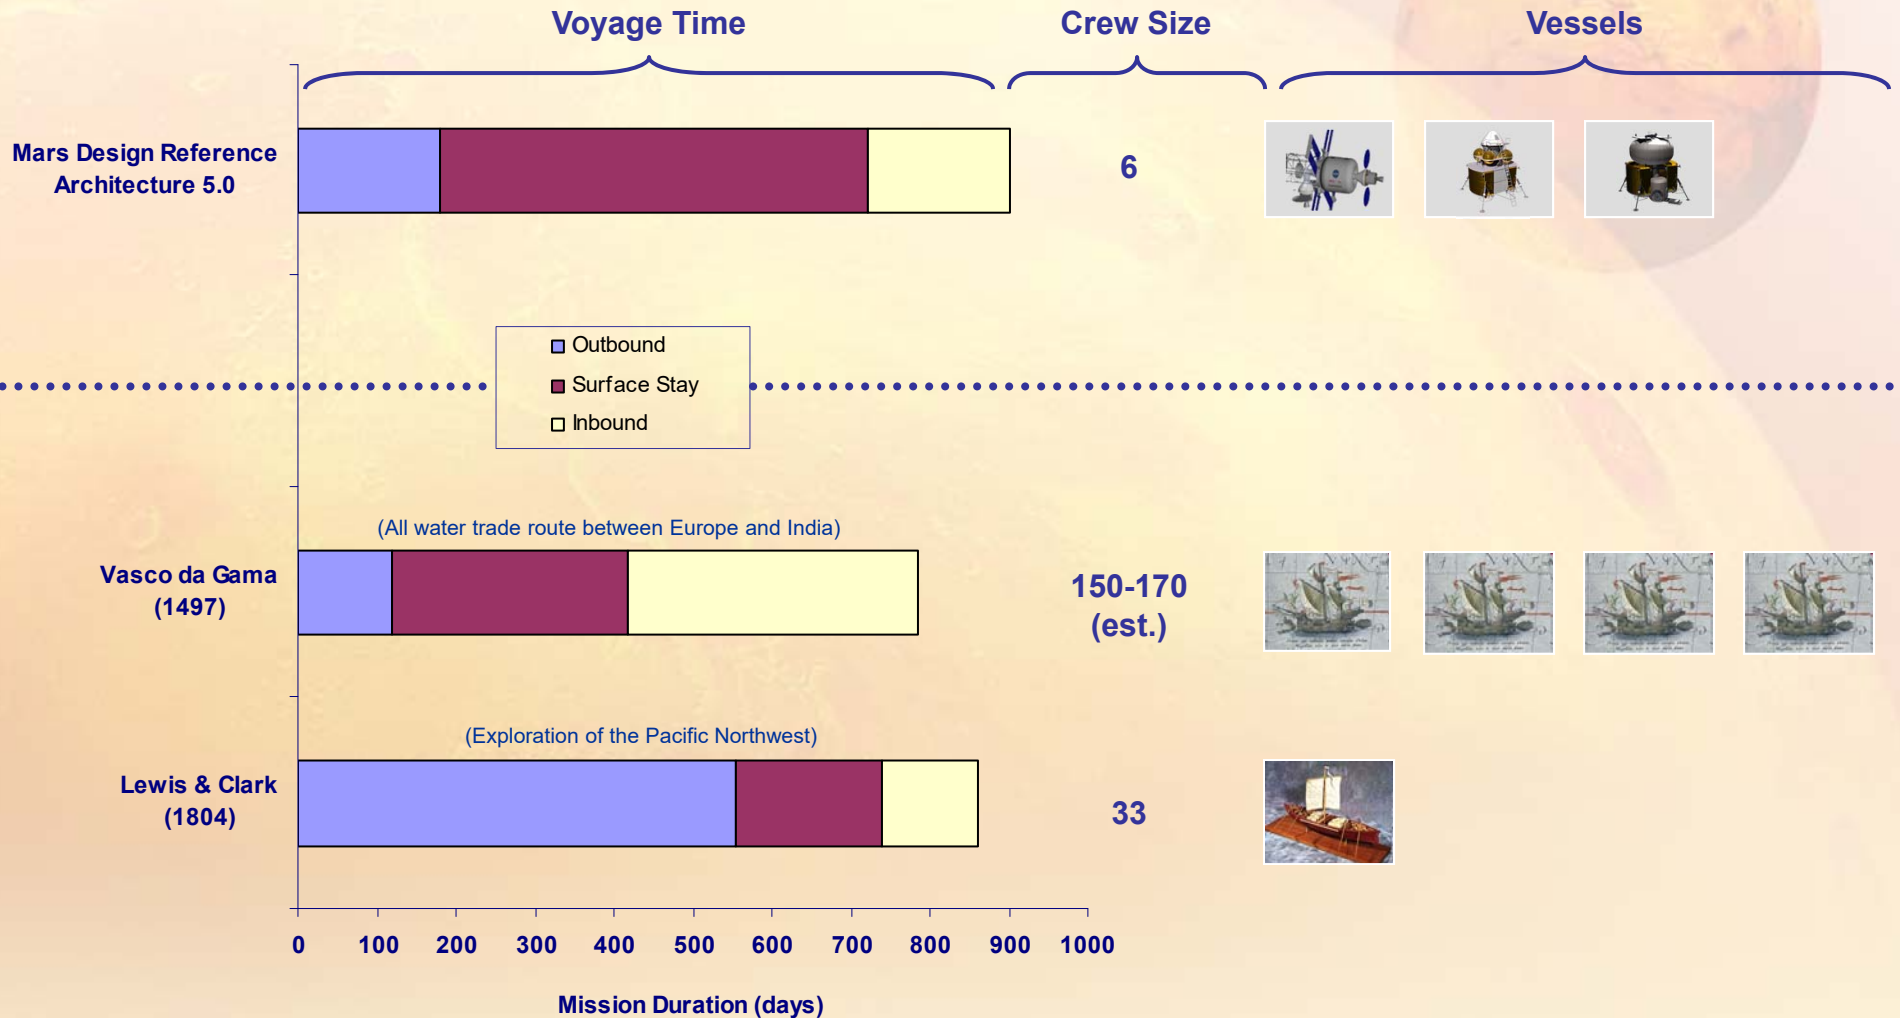 Voyage Time
Crew Size
Vessels
Mars Design Reference
Architecture 5.0
6
Outbound
Surface Stay
Inbound
(All water trade route between Europe and India)
Vasco da Gama
(1497)
150-170
(est.)
(Exploration of the Pacific Northwest)
Lewis & Clark
(1804)
33
0 100 200 300 400 500 600 700 800 900 1000
Mission Duration (days)